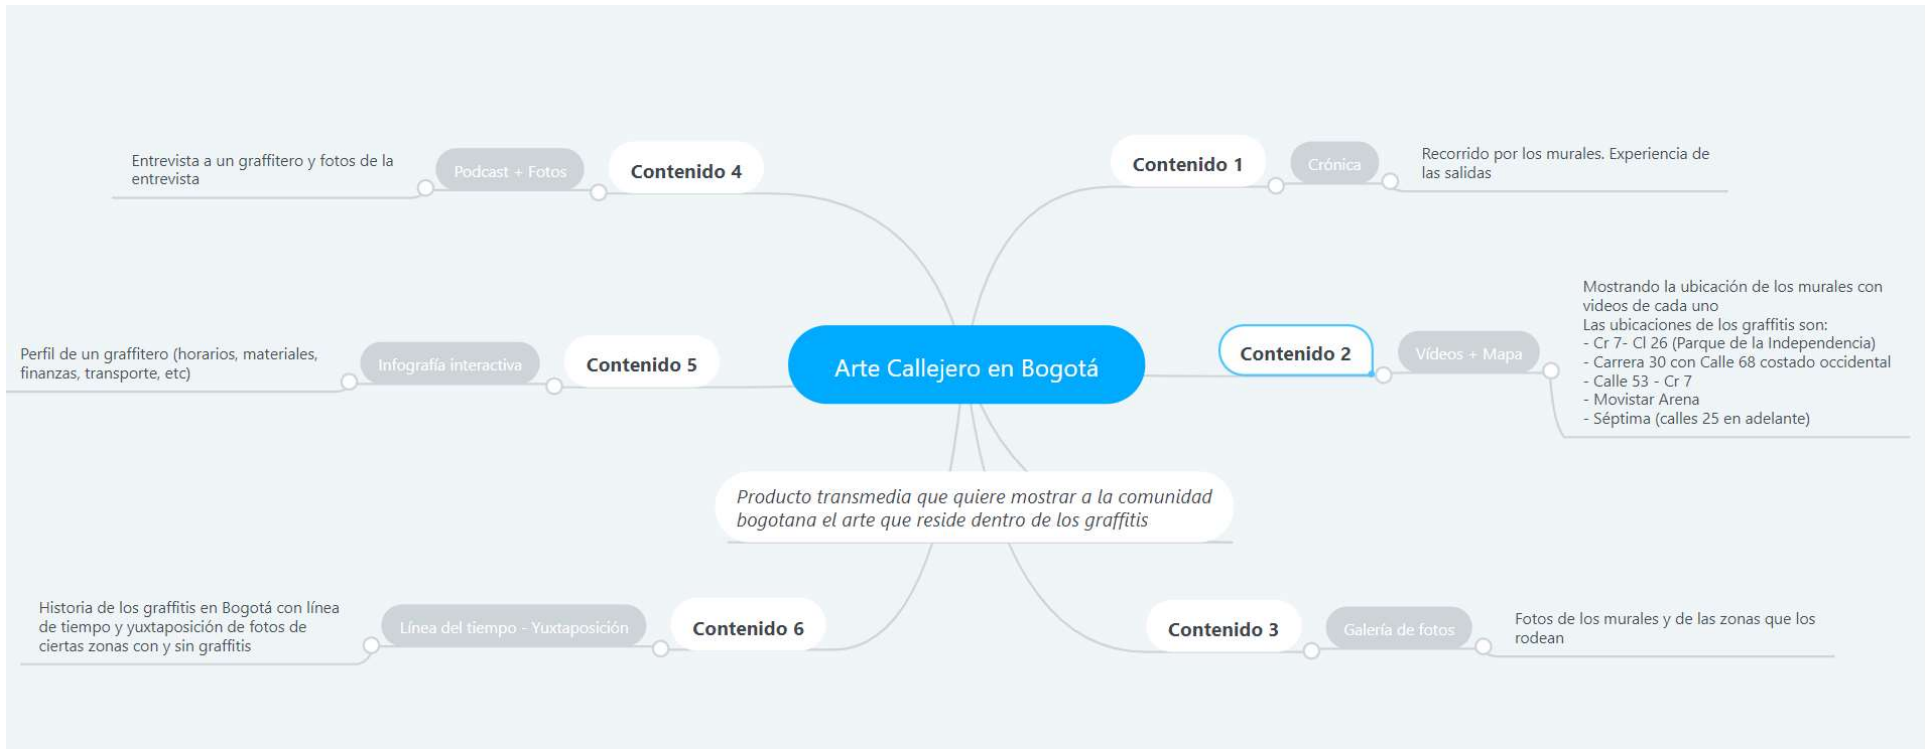 Arte Callejero en Bogotá
Producto transmedia que quiere mostrar a la comunidad
bogotana el arte que reside dentro de los graffitis
Contenido 1
Crónica
Recorrido por los murales. Experiencia de
las salidas
Contenido 2
Vídeos + Mapa
Mostrando la ubicación de los murales con
videos de cada uno
Las ubicaciones de los graffitis son:
- Cr 7- Cl 26 (Parque de la Independencia)
- Carrera 30 con Calle 68 costado occidental
- Calle 53 - Cr 7
- Movistar Arena
- Séptima (calles 25 en adelante)
Contenido 3
Galería de fotos
Fotos de los murales y de las zonas que los
rodean
Contenido 4
Podcast + Fotos
Entrevista a un graffitero y fotos de la
entrevista
Contenido 5
Infografía interactiva
Perfil de un graffitero (horarios, materiales,
finanzas, transporte, etc)
Contenido 6
Línea del tiempo - Yuxtaposición
Historia de los graffitis en Bogotá con línea
de tiempo y yuxtaposición de fotos de
ciertas zonas con y sin graffitis